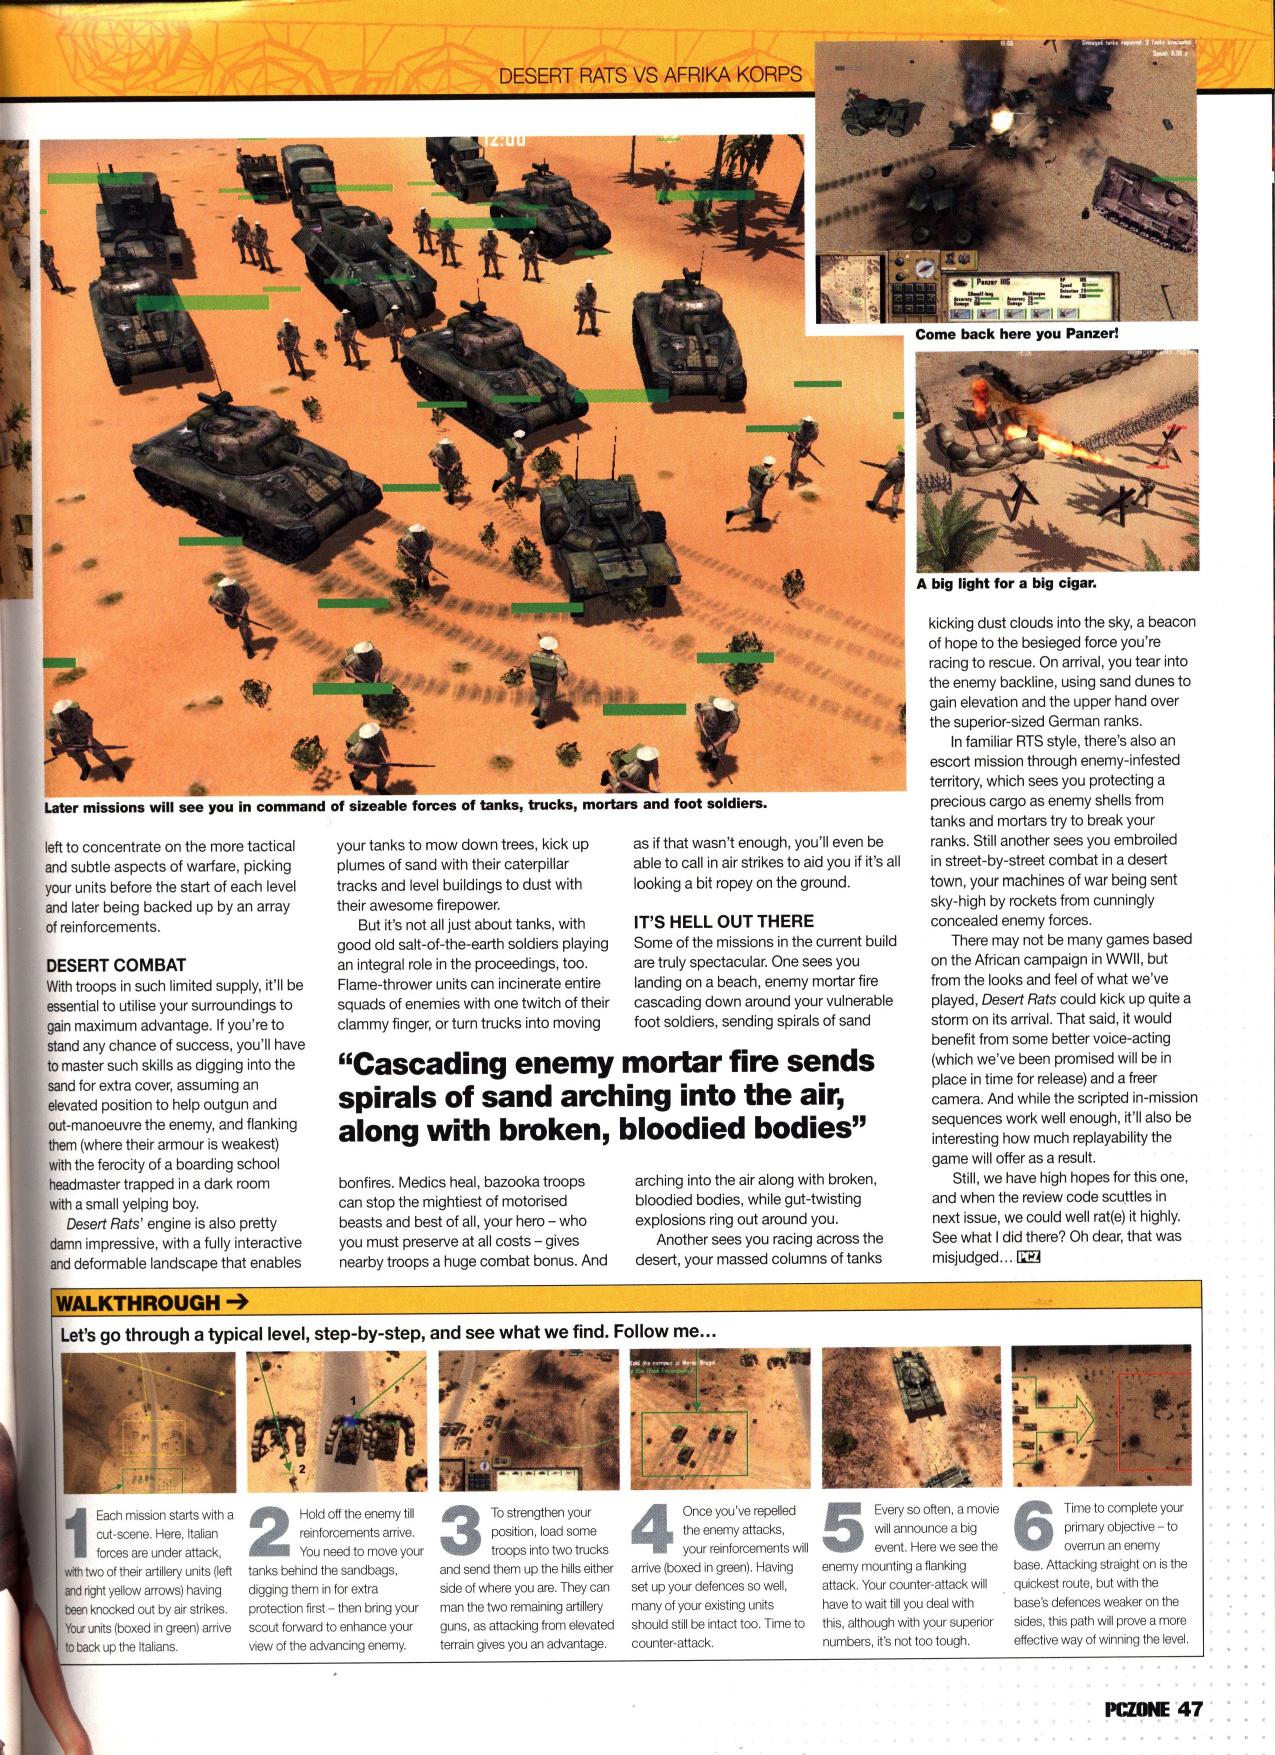 DESERT RATS VS AFRIKA KORPS
12:00
Panzer IIIG
Come back here you Panzer!
A big light for a big cigar.
Later missions will see you in command of sizeable forces of tanks, trucks, mortars and foot soldiers.
left to concentrate on the more tactical
and subtle aspects of warfare, picking
your units before the start of each level
and later being backed up by an array
of reinforcements.
DESERT COMBAT
With troops in such limited supply, it'll be
essential to utilise your surroundings to
gain maximum advantage. If you're to
stand any chance of success, you'll have
to master such skills as digging into the
sand for extra cover, assuming an
elevated position to help outgun and
out-manoeuvre the enemy, and flanking
them (where their armour is weakest)
with the ferocity of a boarding school
headmaster trapped in a dark room
with a small yelping boy.
Desert Rats' engine is also pretty
damn impressive, with a fully interactive
and deformable landscape that enables
your tanks to mow down trees, kick up
plumes of sand with their caterpillar
tracks and level buildings to dust with
their awesome firepower.
But it's not all just about tanks, with
good old salt-of-the-earth soldiers playing
an integral role in the proceedings, too.
Flame-thrower units can incinerate entire
squads of enemies with one twitch of their
clammy finger, or turn trucks into moving
bonfires. Medics heal, bazooka troops
can stop the mightiest of motorised
beasts and best of all, your hero – who
you must preserve at all costs – gives
nearby troops a huge combat bonus. And
as if that wasn't enough, you'll even be
able to call in air strikes to aid you if it's all
looking a bit ropey on the ground.
IT'S HELL OUT THERE
Some of the missions in the current build
are truly spectacular. One sees you
landing on a beach, enemy mortar fire
cascading down around your vulnerable
foot soldiers, sending spirals of sand
arching into the air along with broken,
bloodied bodies, while gut-twisting
explosions ring out around you.
Another sees you racing across the
desert, your massed columns of tanks
"Cascading enemy mortar fire sends
spirals of sand arching into the air,
along with broken, bloodied bodies"
kicking dust clouds into the sky, a beacon
of hope to the besieged force you're
racing to rescue. On arrival, you tear into
the enemy backline, using sand dunes to
gain elevation and the upper hand over
the superior-sized German ranks.
In familiar RTS style, there's also an
escort mission through enemy-infested
territory, which sees you protecting a
precious cargo as enemy shells from
tanks and mortars try to break your
ranks. Still another sees you embroiled
in street-by-street combat in a desert
town, your machines of war being sent
sky-high by rockets from cunningly
concealed enemy forces.
There may not be many games based
on the African campaign in WWII, but
from the looks and feel of what we've
played, Desert Rats could kick up quite a
storm on its arrival. That said, it would
benefit from some better voice-acting
(which we've been promised will be in
place in time for release) and a freer
camera. And while the scripted in-mission
sequences work well enough, it'll also be
interesting how much replayability the
game will offer as a result.
Still, we have high hopes for this one,
and when the review code scuttles in
next issue, we could well rat(e) it highly.
See what I did there? Oh dear, that was
misjudged... PCZ
WALKTHROUGH →
Let's go through a typical level, step-by-step, and see what we find. Follow me...
1
2
1 Each mission starts with a
cut-scene. Here, Italian
forces are under attack,
with two of their artillery units (left
and right yellow arrows) having
been knocked out by air strikes.
Your units (boxed in green) arrive
to back up the Italians.
2 Hold off the enemy till
reinforcements arrive.
You need to move your
tanks behind the sandbags,
digging them in for extra
protection first – then bring your
scout forward to enhance your
view of the advancing enemy.
3 To strengthen your
position, load some
troops into two trucks
and send them up the hills either
side of where you are. They can
man the two remaining artillery
guns, as attacking from elevated
terrain gives you an advantage.
4 Once you've repelled
the enemy attacks,
your reinforcements will
arrive (boxed in green). Having
set up your defences so well,
many of your existing units
should still be intact too. Time to
counter-attack.
5 Every so often, a movie
will announce a big
event. Here we see the
enemy mounting a flanking
attack. Your counter-attack will
have to wait till you deal with
this, although with your superior
numbers, it's not too tough.
6 Time to complete your
primary objective – to
overrun an enemy
base. Attacking straight on is the
quickest route, but with the
base's defences weaker on the
sides, this path will prove a more
effective way of winning the level.
PCZONE 47